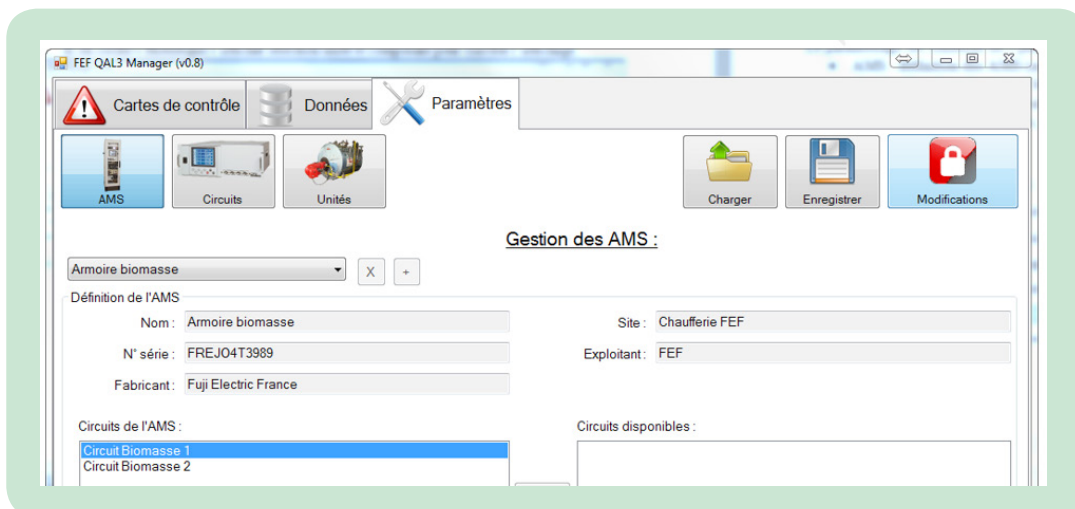 FEF QAL3 Manager (v0.8)
Cartes de contrôle Données Paramètres
AMS Circuits Unités Charger Enregistrer Modifications
Gestion des AMS :
Armoire biomasse X +
Définition de l'AMS
Nom : Armoire biomasse Site : Chaufferie FEF
N° série : FREJO4T3989 Exploitant : FEF
Fabricant : Fuji Electric France
Circuits de l'AMS : Circuits disponibles :
Circuit Biomasse 1
Circuit Biomasse 2